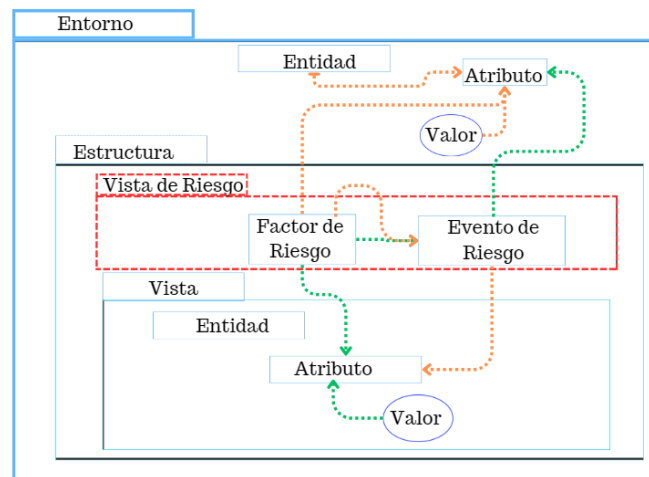 Entorno
Entidad
Atributo
Valor
Estructura
Vista de Riesgo
Factor de
Riesgo
Evento de
Riesgo
Vista
Entidad
Atributo
Valor